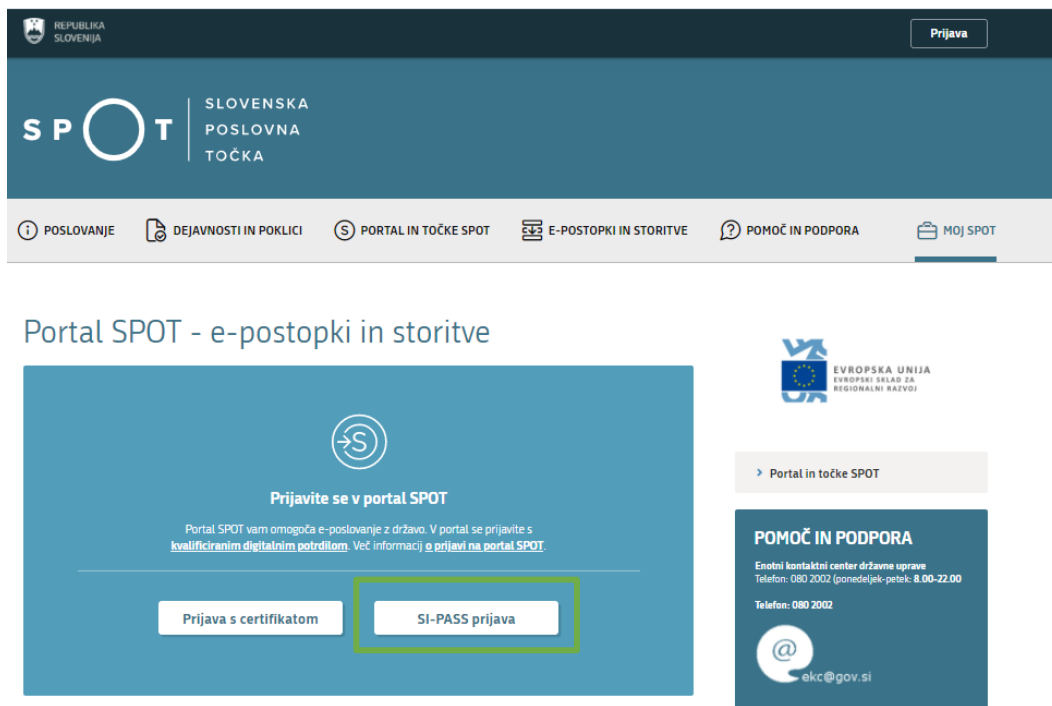 REPUBLIKA
SLOVENIJA
Prijava
SPOT
SLOVENSKA
POSLOVNA
TOČKA
POSLOVANJE
DEJAVNOSTI IN POKLICI
PORTAL IN TOČKE SPOT
E-POSTOPKI IN STORITVE
POMOČ IN PODPORA
MOJ SPOT
Portal SPOT - e-postopki in storitve
S
Prijavite se v portal SPOT
Portal SPOT vam omogoča e-poslovanje z državo. V portal se prijavite s
kvalificiranim digitalnim potrdilom. Več informacij o prijavi na portal SPOT.
Prijava s certifikatom
SI-PASS prijava
EVROPSKA UNIJA
EVROPSKI SKLAD ZA
REGIONALNI RAZVOJ
Portal in točke SPOT
POMOČ IN PODPORA
Enotni kontaktni center državne uprave
Telefon: 080 2002 (ponedeljek-petek: 8.00-22.00
Telefon: 080 2002
@
ekc@gov.si